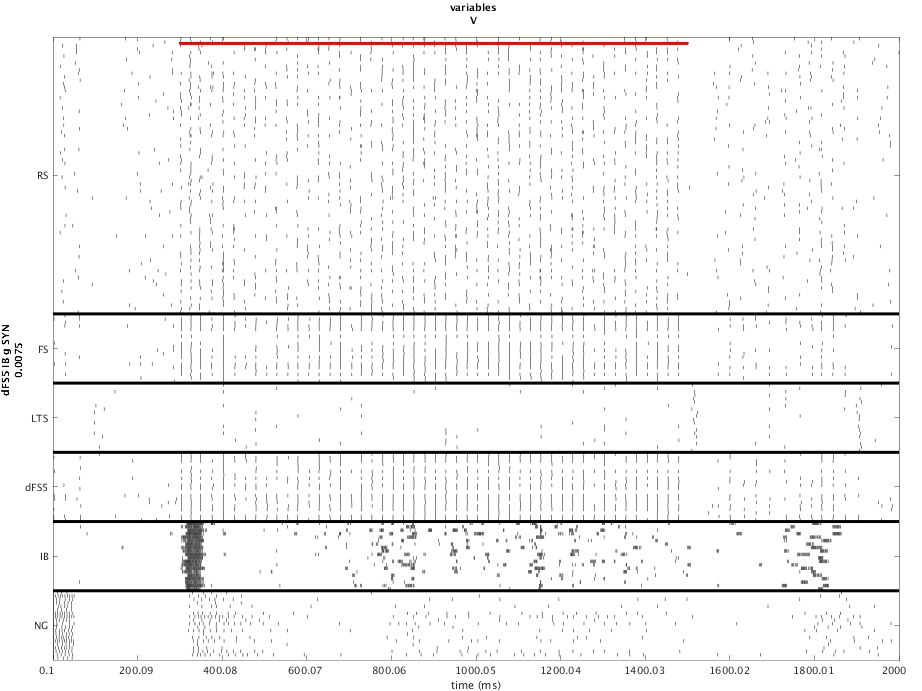 variables
V
RS
FS
LTS
dFS5
IB
NG
dFS5 IB g SYN
0.0075
0.1 200.09 400.08 600.07 800.06 1000.05 1200.04 1400.03 1600.02 1800.01 2000
time (ms)